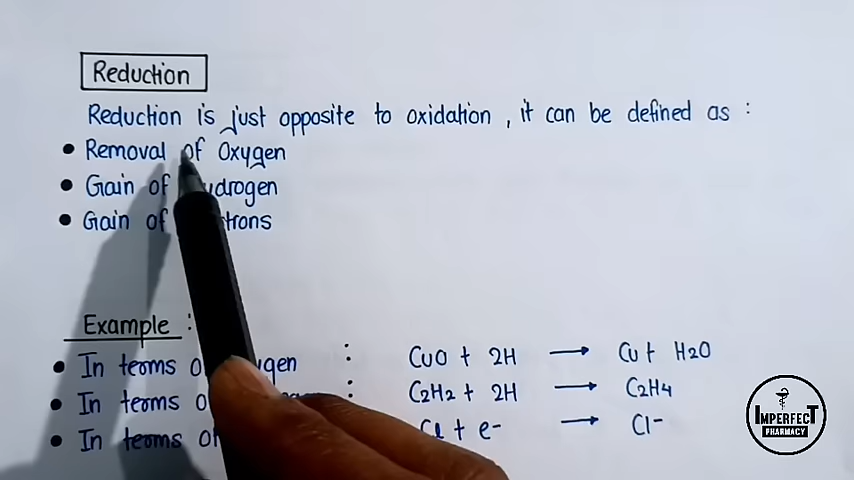 Reduction
Reduction is just opposite to oxidation , it can be defined as :
• Removal of Oxygen
• Gain of
• Gain of
Example :
• In terms : CuO + 2H → Cu + H2O
• In terms : C2H2 + 2H → C2H4
• In terms of + e- → Cl-
IMPERFECT
PHARMACY